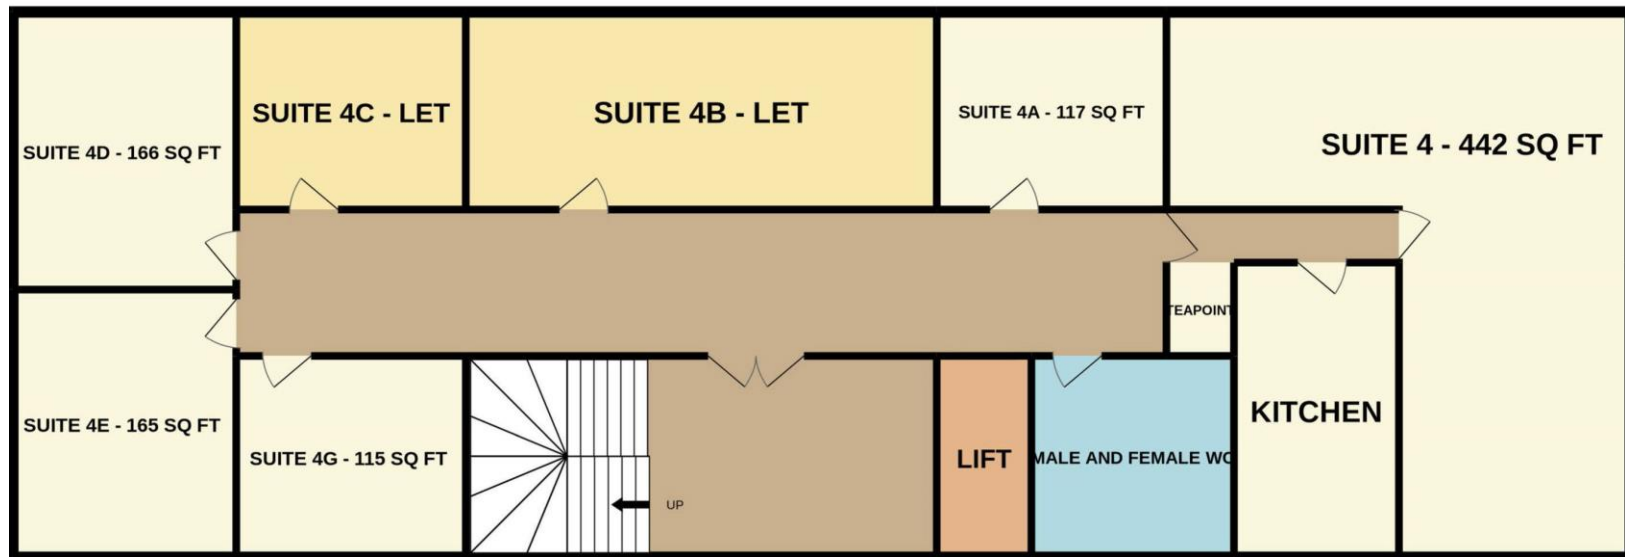 SUITE 4C - LET
SUITE 4B - LET
SUITE 4A - 117 SQ FT
SUITE 4 - 442 SQ FT
SUITE 4D - 166 SQ FT
TEAPOINT
SUITE 4E - 165 SQ FT
KITCHEN
SUITE 4G - 115 SQ FT
LIFT
MALE AND FEMALE WC
UP